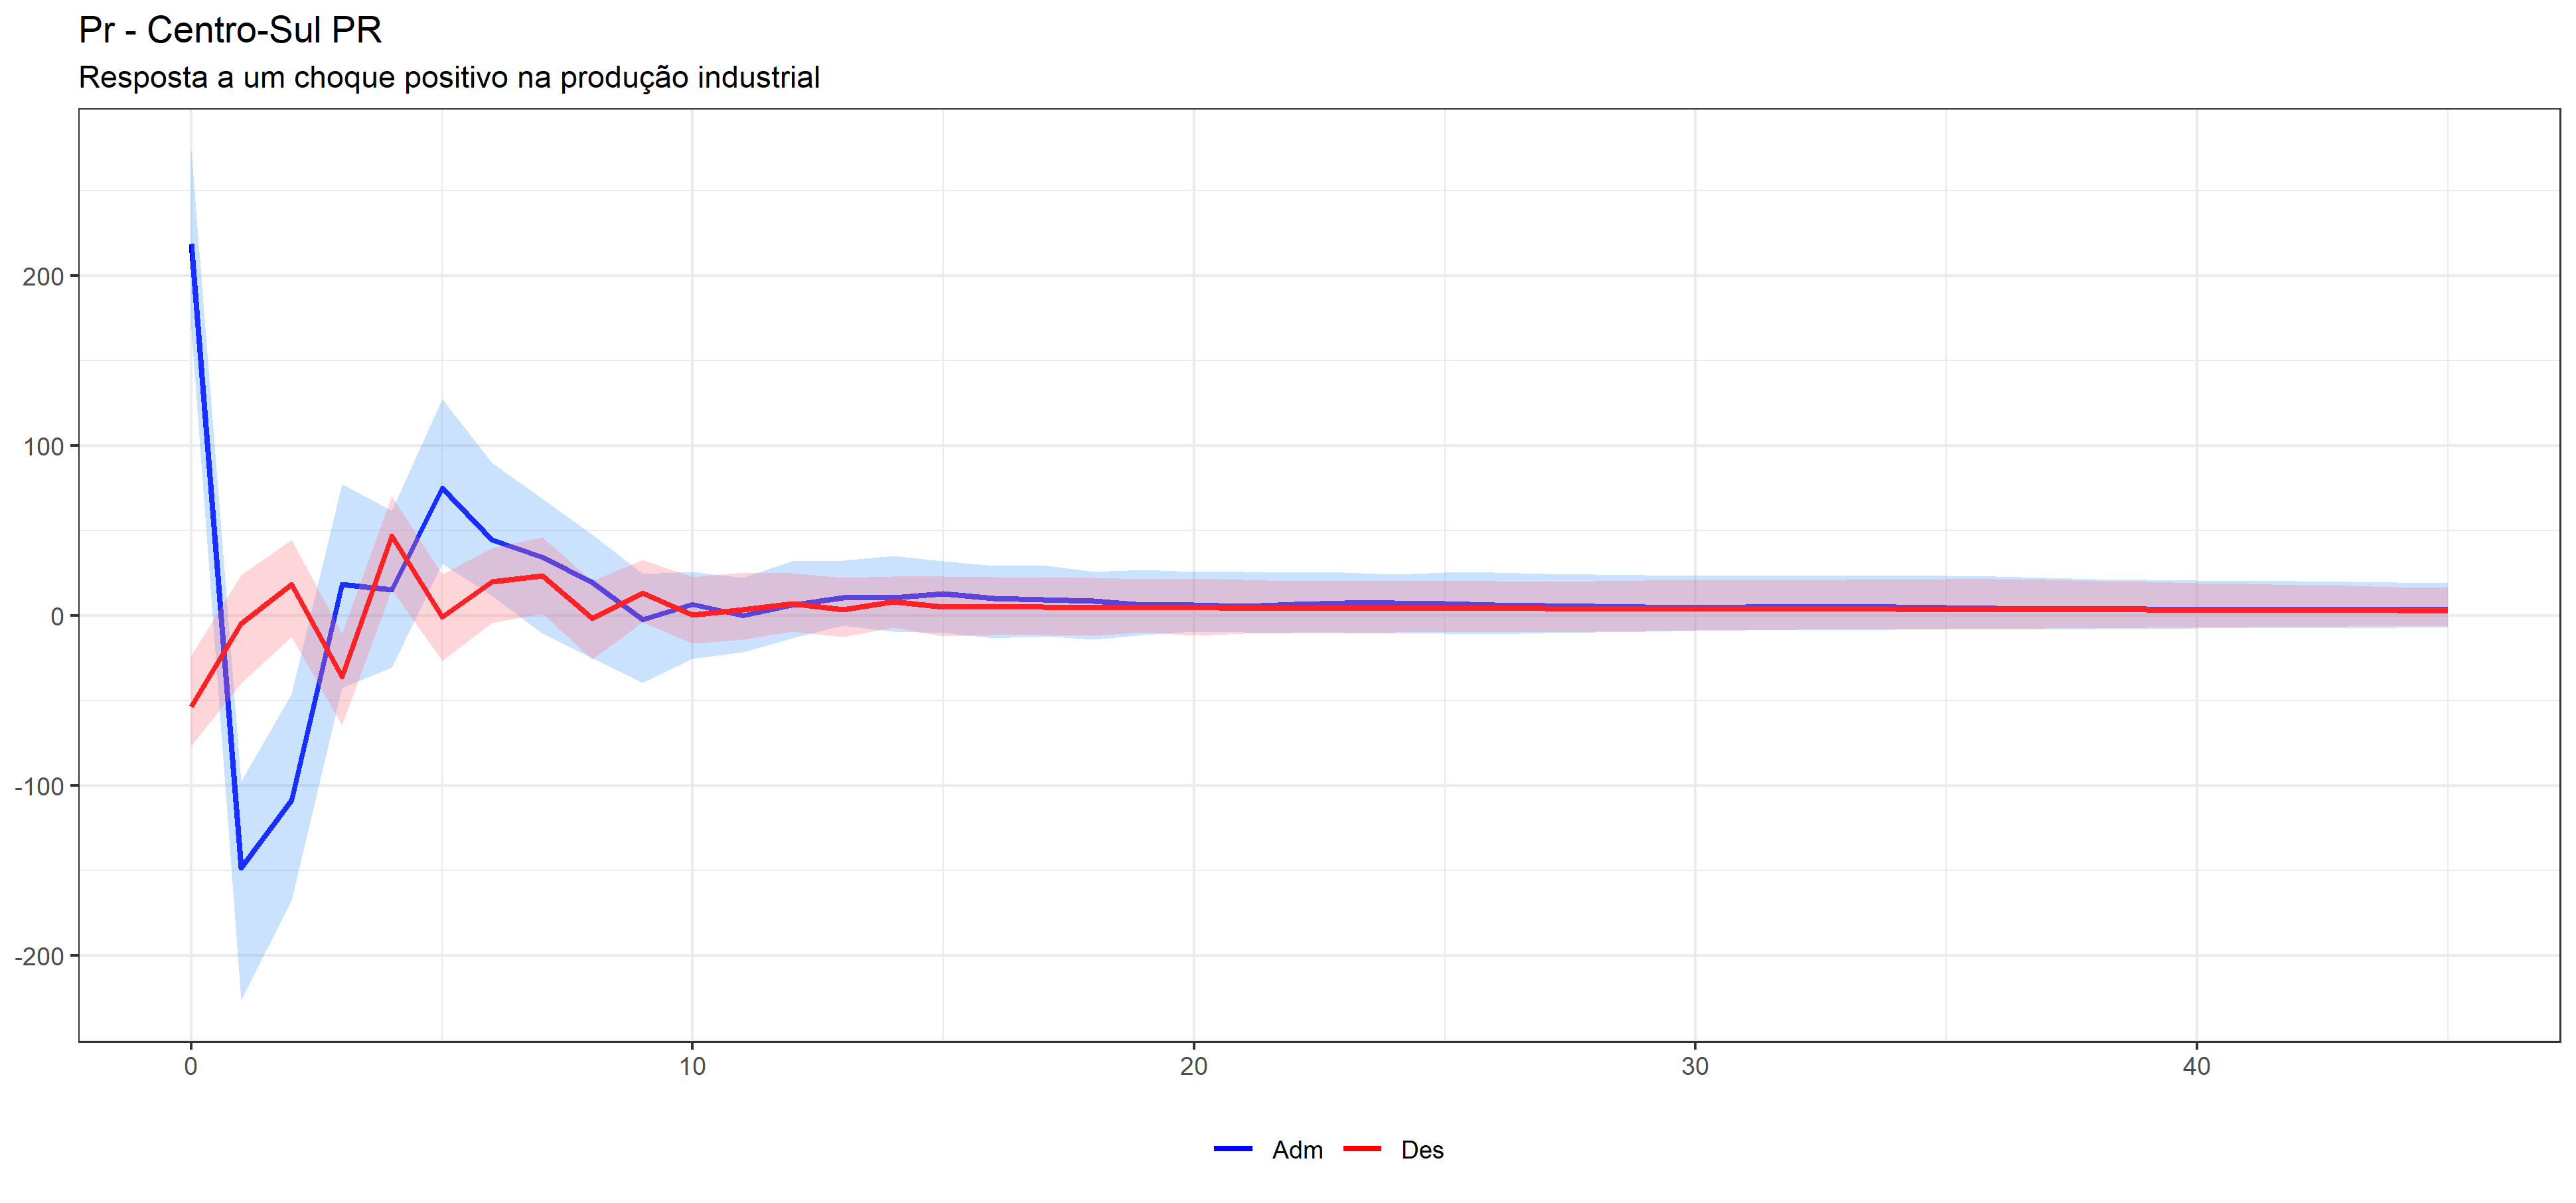 Pr - Centro-Sul PR
Resposta a um choque positivo na produção industrial
200
100
0
-100
-200
0 10 20 30 40
Adm Des